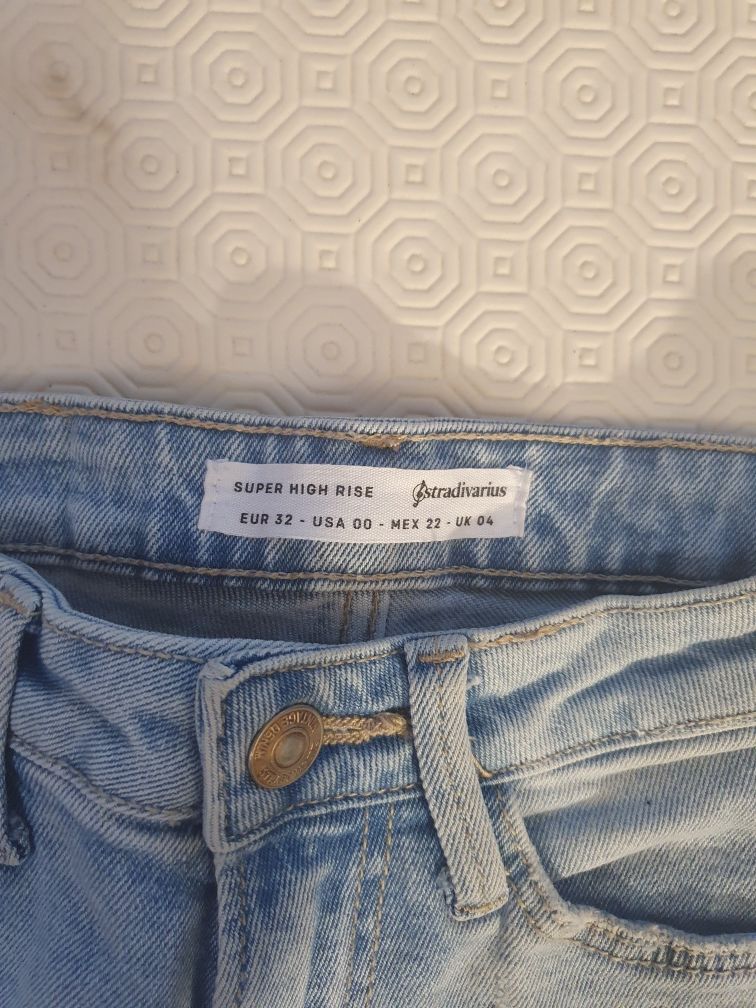 SUPER HIGH RISE stradivarius
EUR 32 - USA 00 - MEX 22 - UK 04